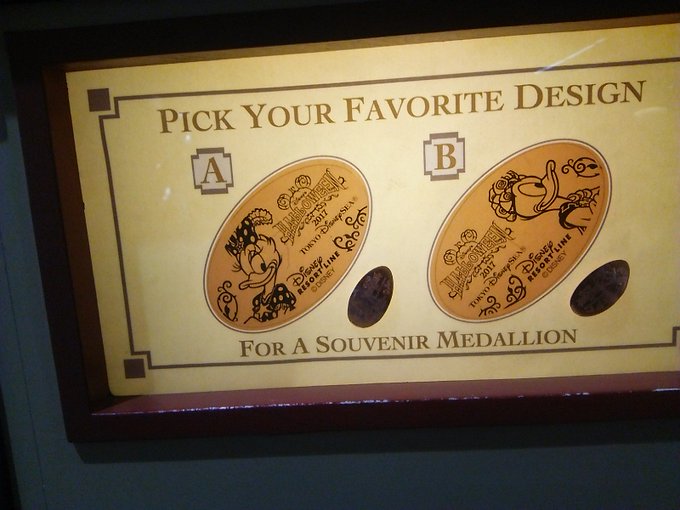 PICK YOUR FAVORITE DESIGN
A
B
Disney's
HALLOWEEN
2017
TOKYO DISNEYSEA®
DISNEY
RESORT LINE
©DISNEY
HALLOWEEN
2017
TOKYO DISNEYSEA®
DISNEY
RESORT LINE
©DISNEY
FOR A SOUVENIR MEDALLION